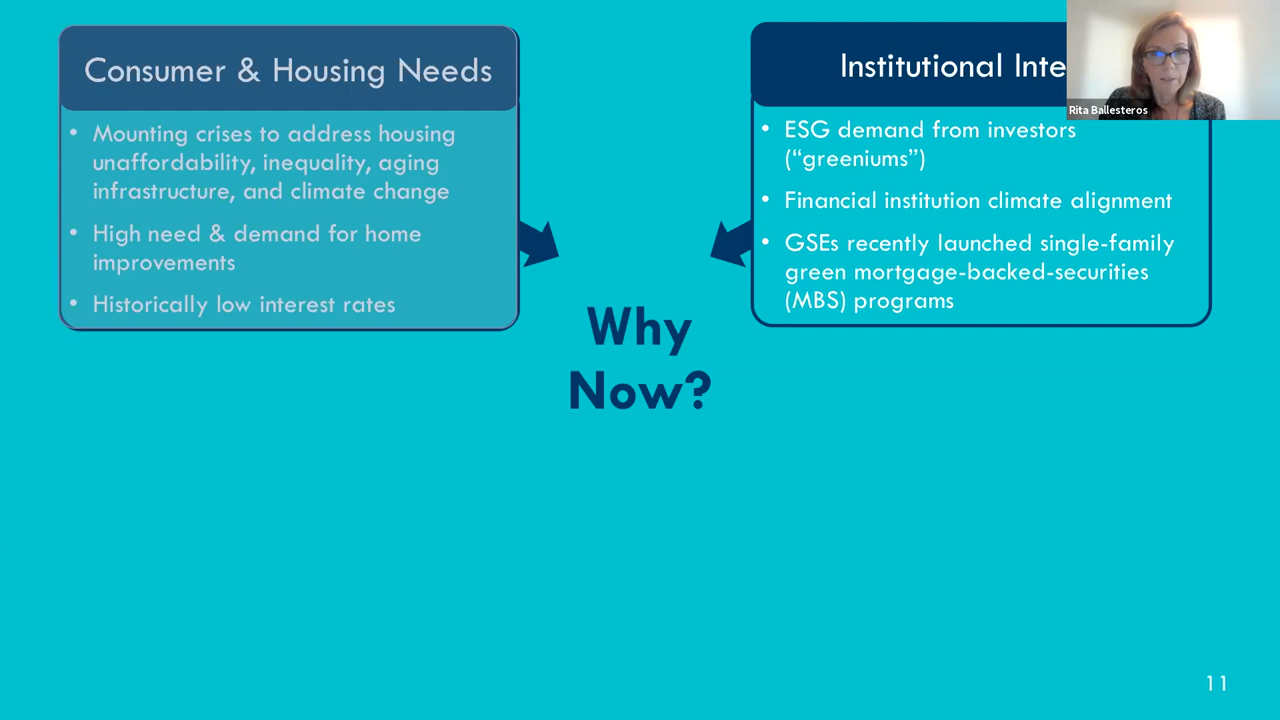 Consumer & Housing Needs
• Mounting crises to address housing
unaffordability, inequality, aging
infrastructure, and climate change
• High need & demand for home
improvements
• Historically low interest rates
Institutional
Rita Ballesteros
• ESG demand from investors
(“greeniums”)
• Financial institution climate alignment
• GSEs recently launched single-family
green mortgage-backed-securities
(MBS) programs
Why
Now?
11